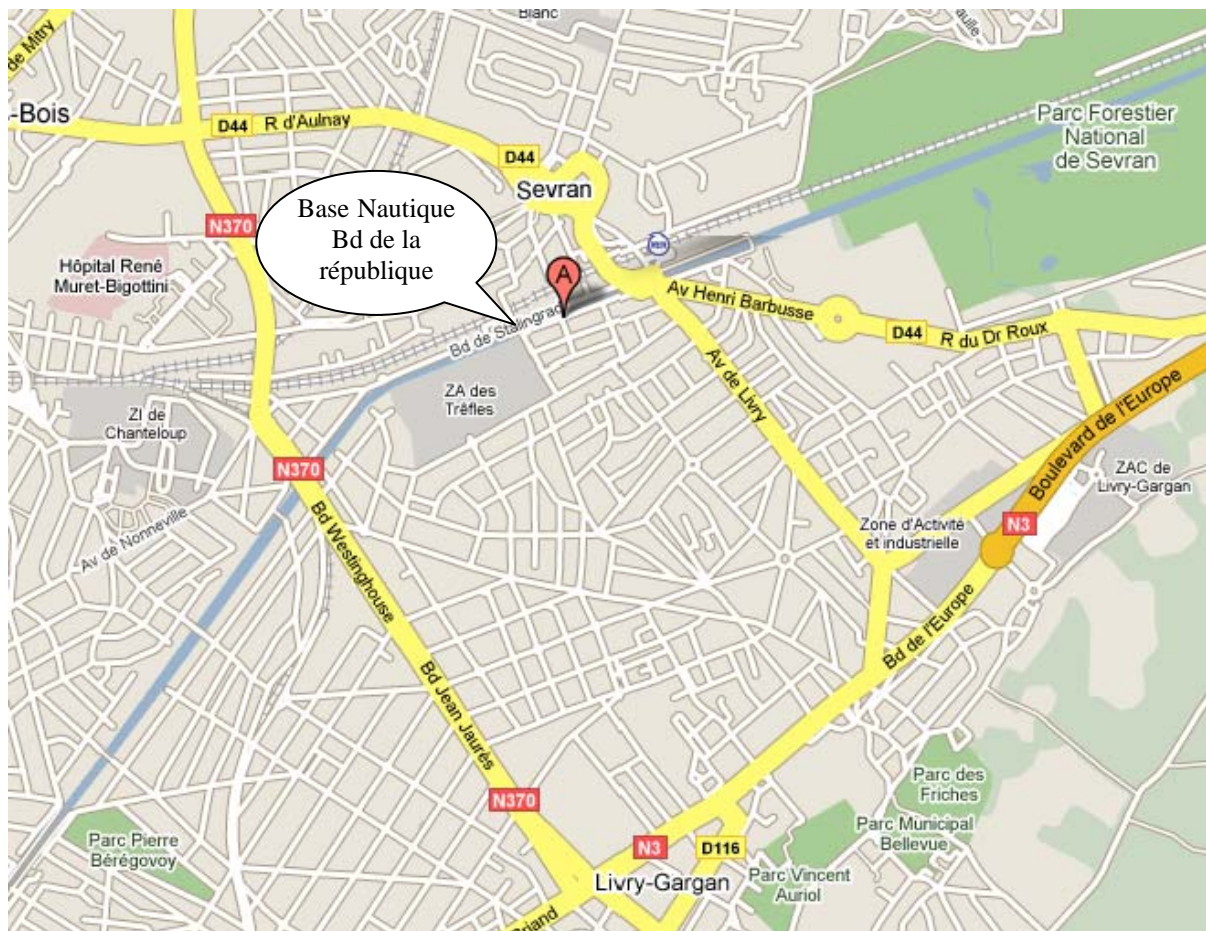 Blanc
de Mitry
-Bois
D44
R d'Aulnay
D44
Sevran
Parc Forestier
National
de Sevran
N370
Base Nautique
Bd de la
république
Hôpital René
Muret-Bigottini
A
RER
Bd de Stalingrad
Av Henri Barbusse
D44
R du Dr Roux
Av de Livry
ZA des
Trêfles
ZI de
Chanteloup
Boulevard de l'Europe
ZAC de
Livry-Gargan
N370
Bd Westinghouse
Av de Nonneville
Zone d'Activité
et industrielle
N3
Bd de l'Europe
Bd Jean Jaurès
N370
Parc des
Friches
Parc Municipal
Bellevue
Parc Pierre
Bérégovoy
N3
D116
Livry-Gargan
Parc Vincent
Auriol
Briand